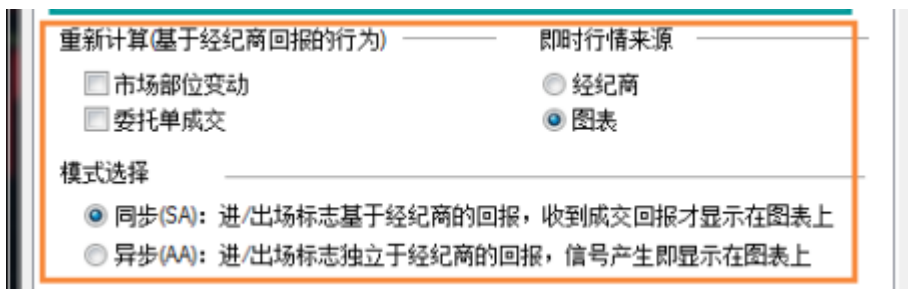 重新计算(基于经纪商回报的行为)
即时行情来源
市场部位变动
经纪商
委托单成交
图表
模式选择
同步(SA)：进/出场标志基于经纪商的回报，收到成交回报才显示在图表上
异步(AA)：进/出场标志独立于经纪商的回报，信号产生即显示在图表上